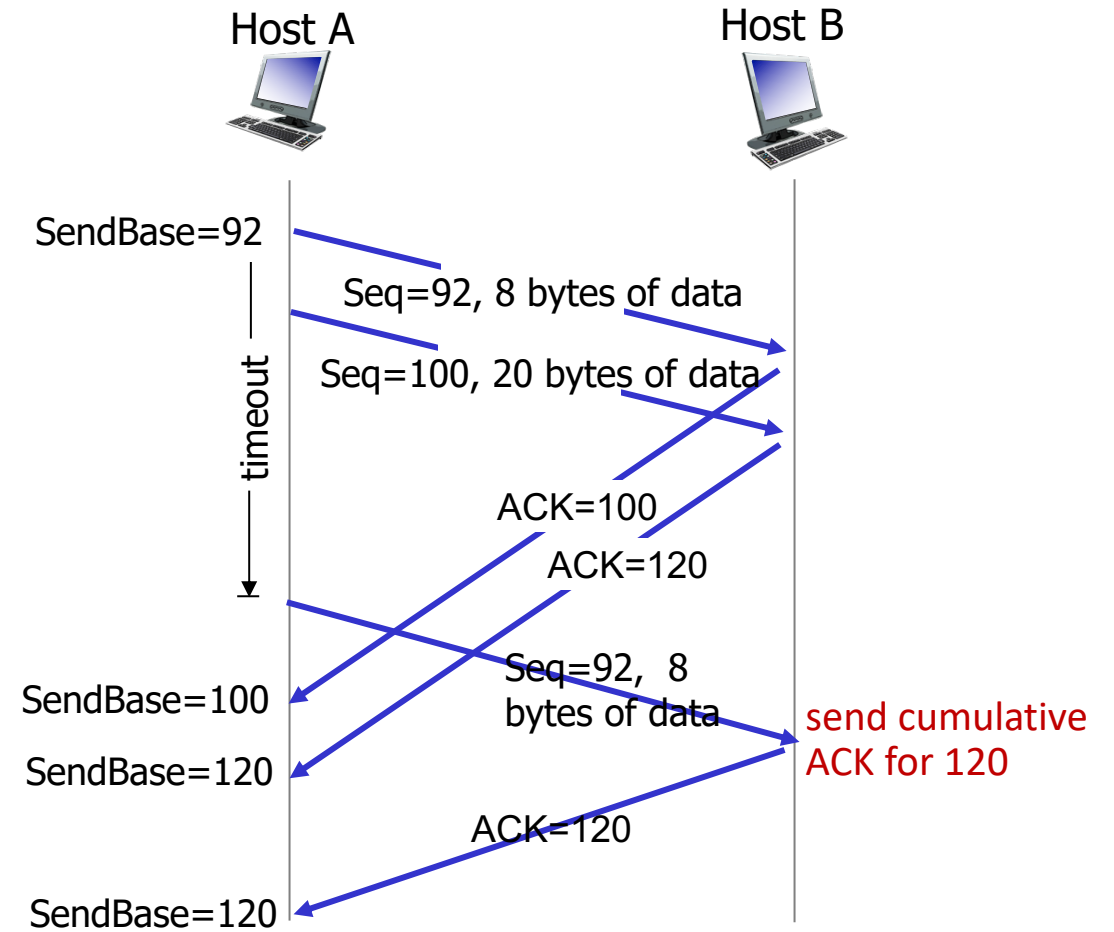 Host A
Host B
SendBase=92
Seq=92, 8 bytes of data
Seq=100, 20 bytes of data
timeout
ACK=100
ACK=120
Seq=92, 8
bytes of data
SendBase=100
send cumulative
ACK for 120
SendBase=120
ACK=120
SendBase=120